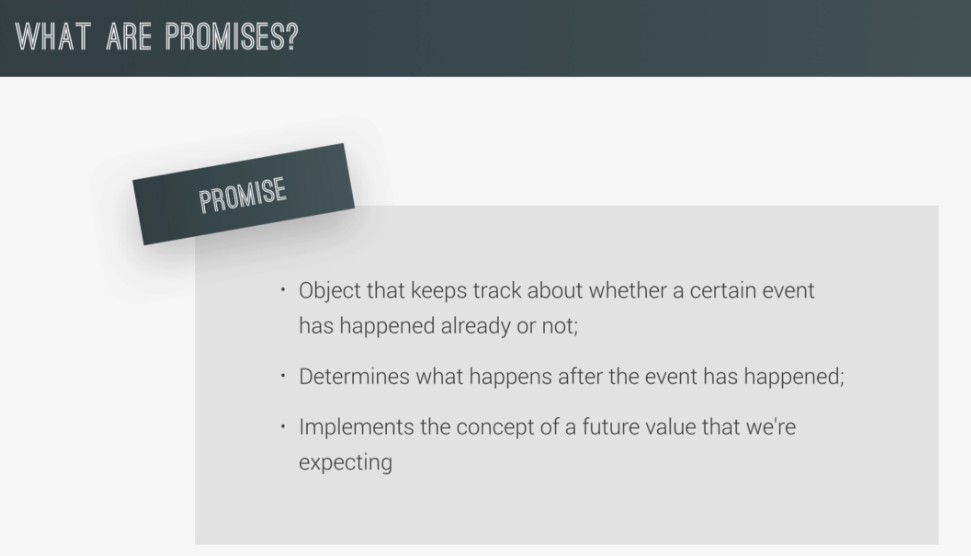 WHAT ARE PROMISES?
PROMISE
• Object that keeps track about whether a certain event
has happened already or not;
• Determines what happens after the event has happened;
• Implements the concept of a future value that we're
expecting